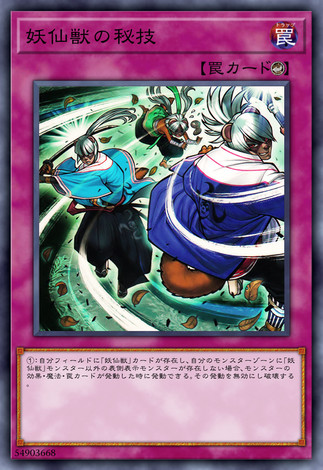 妖仙獣の秘技
トラップ
罠
【罠カード】
①:自分フィールドに「妖仙獣」カードが存在し、自分のモンスターゾーンに「妖
仙獣」モンスター以外の表側表示モンスターが存在しない場合、モンスターの
効果・魔法・罠カードが発動した時に発動できる。その発動を無効にし破壊する
。
54903668